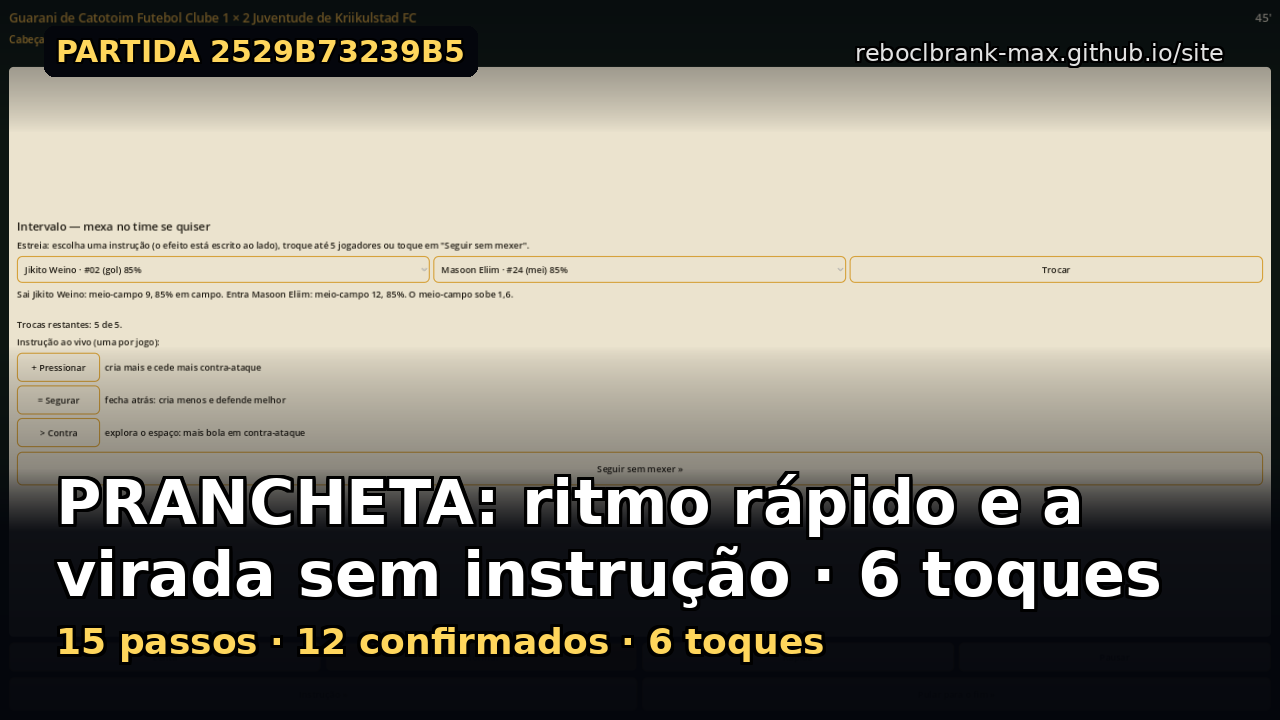 Guarani de Catotoim Futebol Clube 1 × 2 Juventude de Kriikulstad FC
45'
Cabeça
PARTIDA 2529B73239B5
reboclbrank-max.github.io/site
Intervalo — mexa no time se quiser
Estreia: escolha uma instrução (o efeito está escrito ao lado), troque até 5 jogadores ou toque em "Seguir sem mexer".
Jikito Weino · #02 (gol) 85%
Masoon Eliim · #24 (mei) 85%
Trocar
Sai Jikito Weino: meio-campo 9, 85% em campo. Entra Masoon Eliim: meio-campo 12, 85%. O meio-campo sobe 1,6.
Trocas restantes: 5 de 5.
Instrução ao vivo (uma por jogo):
+ Pressionar
cria mais e cede mais contra-ataque
= Segurar
fecha atrás: cria menos e defende melhor
> Contra
explora o espaço: mais bola em contra-ataque
Seguir sem mexer »
PRANCHETA: ritmo rápido e a
virada sem instrução · 6 toques
15 passos · 12 confirmados · 6 toques